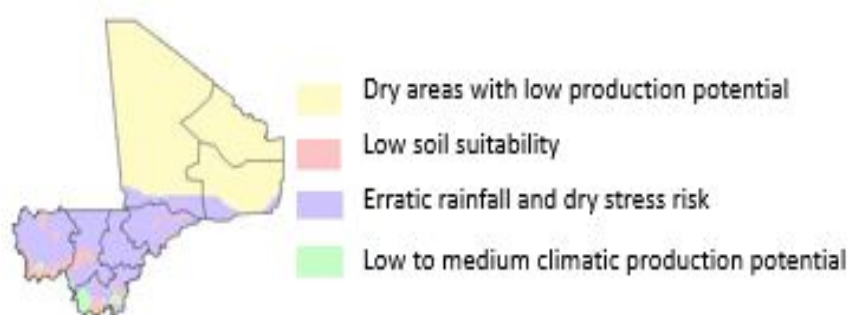 Dry areas with low production potential
Low soil suitability
Erratic rainfall and dry stress risk
Low to medium climatic production potential